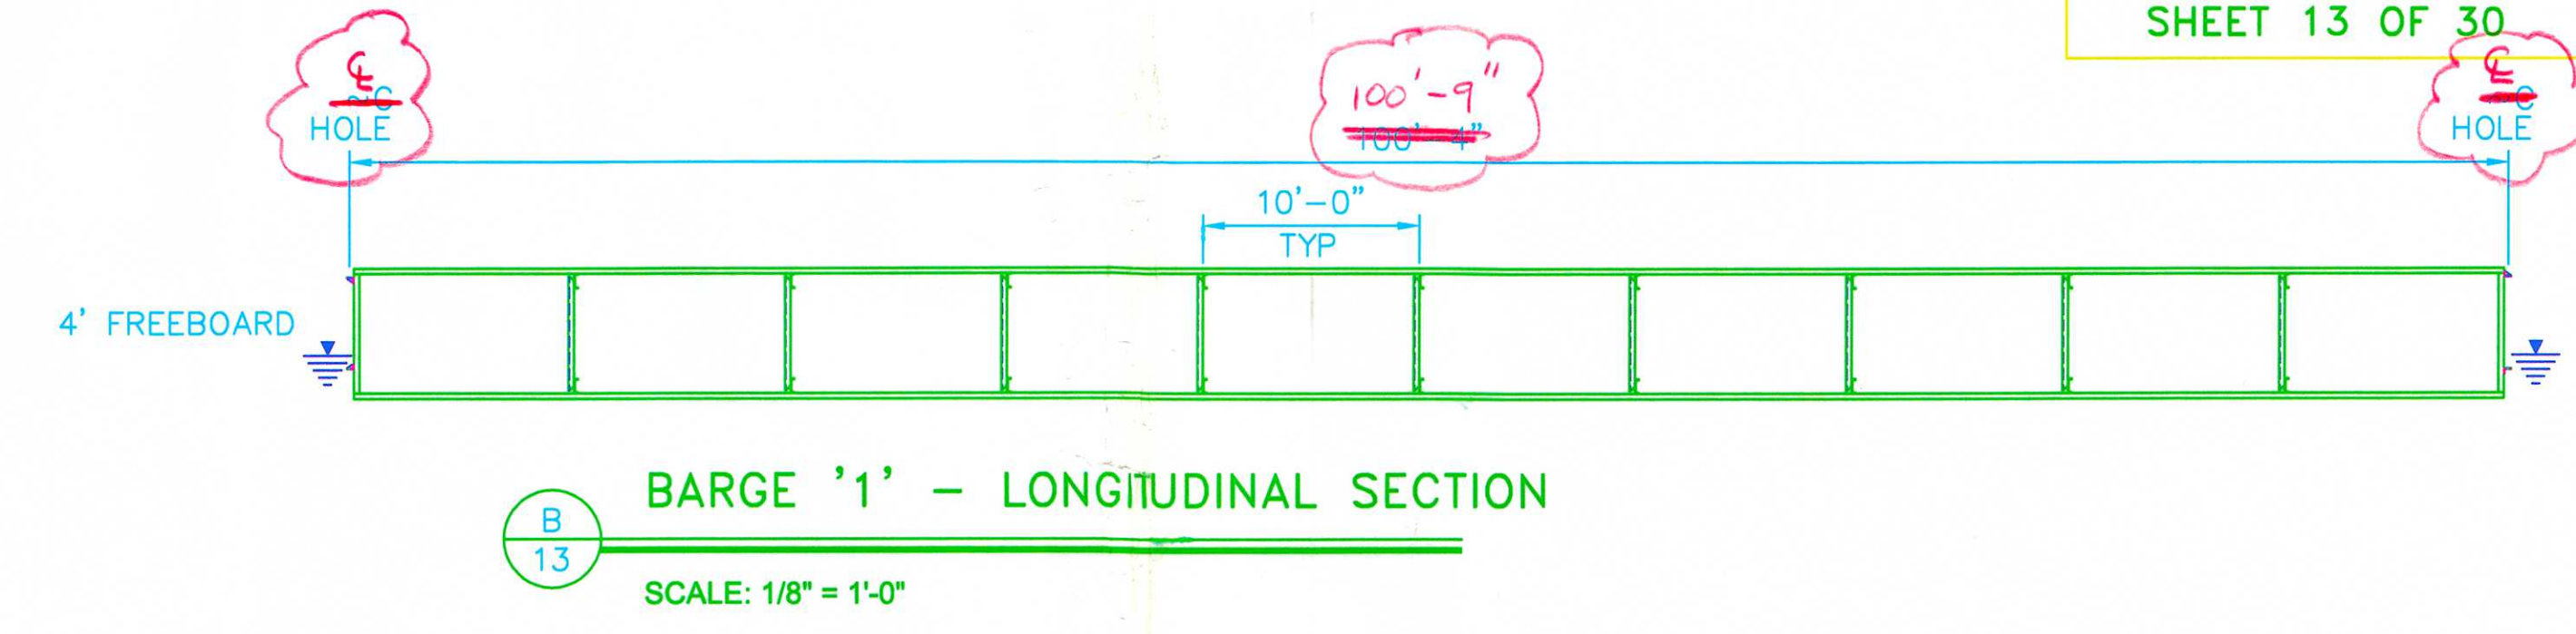 SHEET 13 OF 30
℄
HOLE
100'-9"
100'-4"
℄
HOLE
10'-0"
TYP
4' FREEBOARD
B
13
BARGE '1' - LONGITUDINAL SECTION
SCALE: 1/8" = 1'-0"